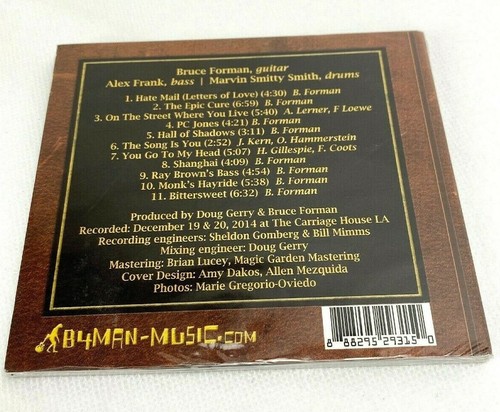 Bruce Forman, guitar
Alex Frank, bass | Marvin Smitty Smith, drums
1. Hate Mail (Letters of Love) (4:30) B. Forman
2. The Epic Cure (6:59) B. Forman
3. On The Street Where You Live (5:40) A. Lerner, F Loewe
4. PC Jones (4:21) B. Forman
5. Hall of Shadows (3:11) B. Forman
6. The Song Is You (2:52) J. Kern, O. Hammerstein
7. You Go To My Head (5:07) H. Gillespie, F. Coots
8. Shanghai (4:09) B. Forman
9. Ray Brown's Bass (4:54) B. Forman
10. Monk's Hayride (5:38) B. Forman
11. Bittersweet (6:32) B. Forman
Produced by Doug Gerry & Bruce Forman
Recorded: December 19 & 20, 2014 at The Carriage House LA
Recording engineers: Sheldon Gomberg & Bill Mimms
Mixing engineer: Doug Gerry
Mastering: Brian Lucey, Magic Garden Mastering
Cover Design: Amy Dakos, Allen Mezquida
Photos: Marie Gregorio-Oviedo
B4MAN-MUSIC.COM
8 88295 29315 0